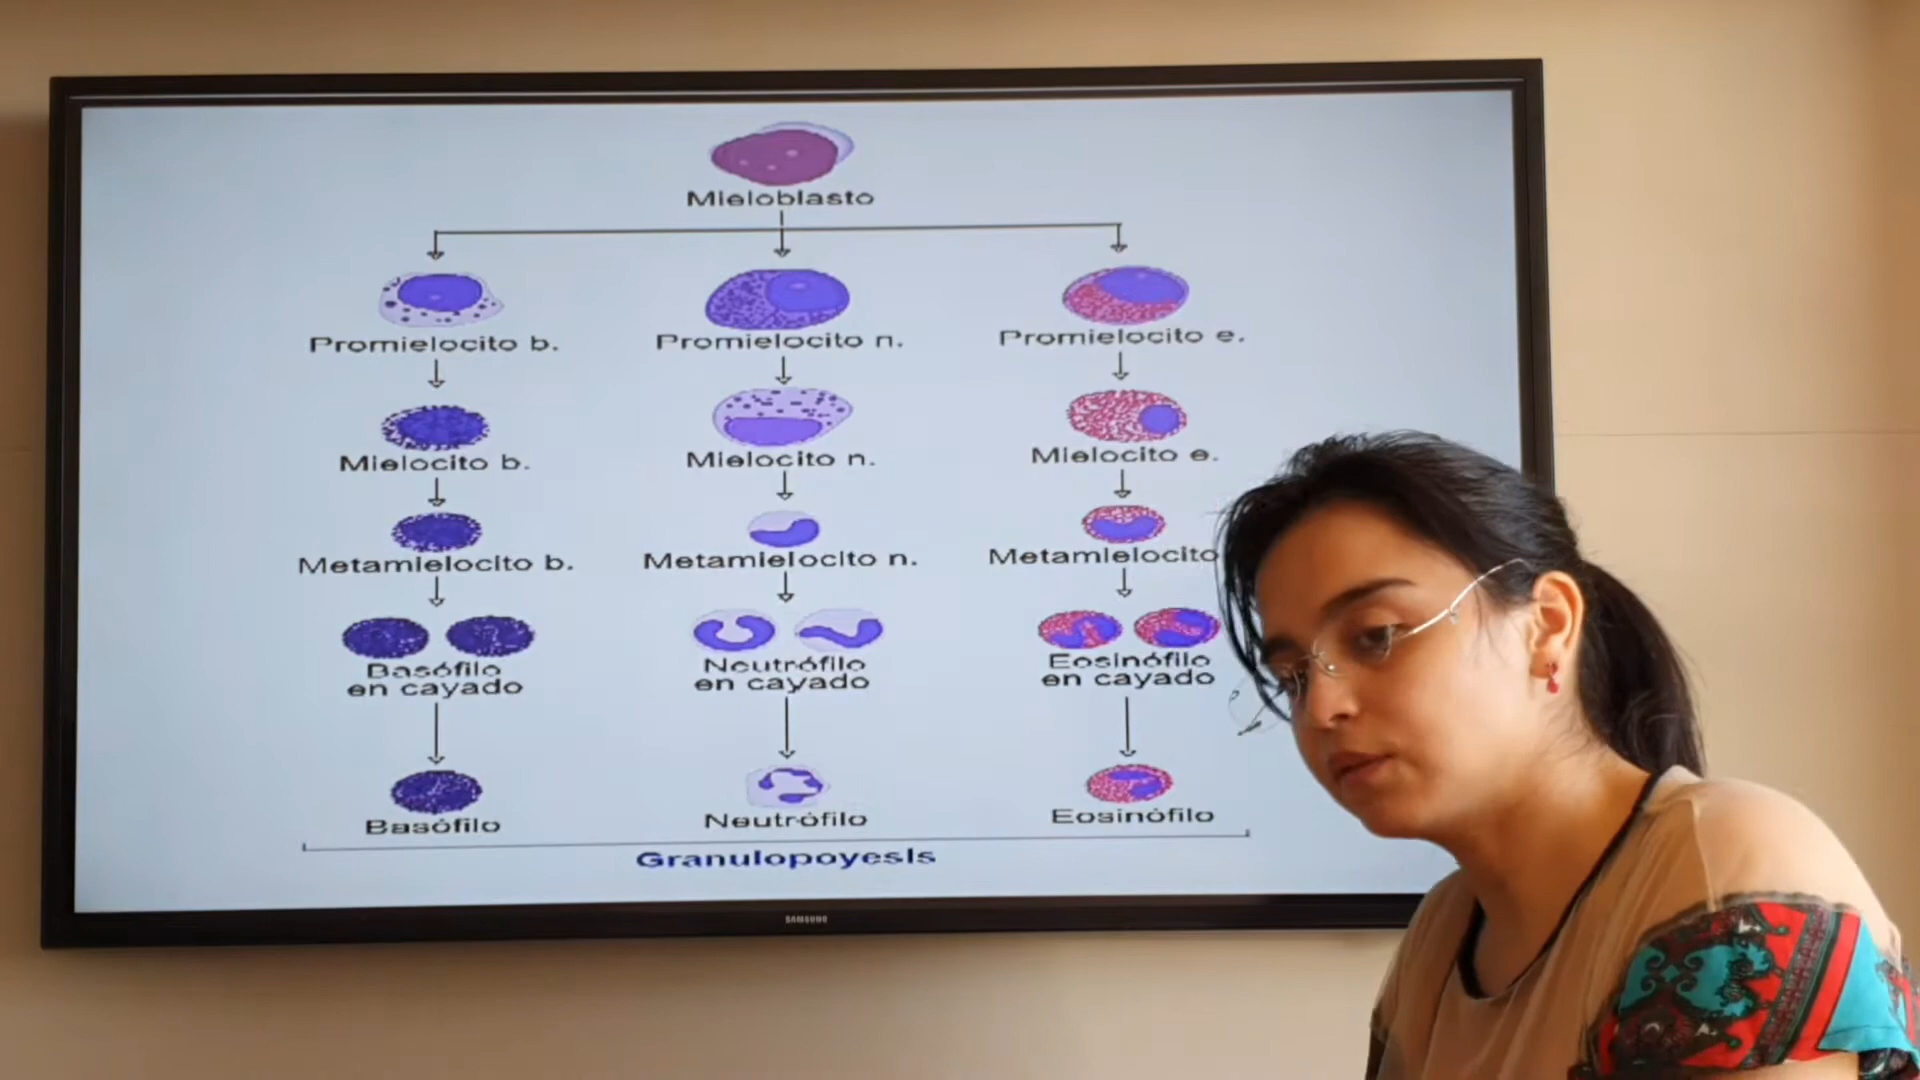 Mieloblasto
Promielocito b.
Promielocito n.
Promielocito e.
Mielocito b.
Mielocito n.
Mielocito e.
Metamielocito b.
Metamielocito n.
Metamielocito
Basófilo
en cayado
Neutrófilo
en cayado
Eosinófilo
en cayado
Basófilo
Neutrófilo
Eosinófilo
Granulopoyesis
SAMSUNG